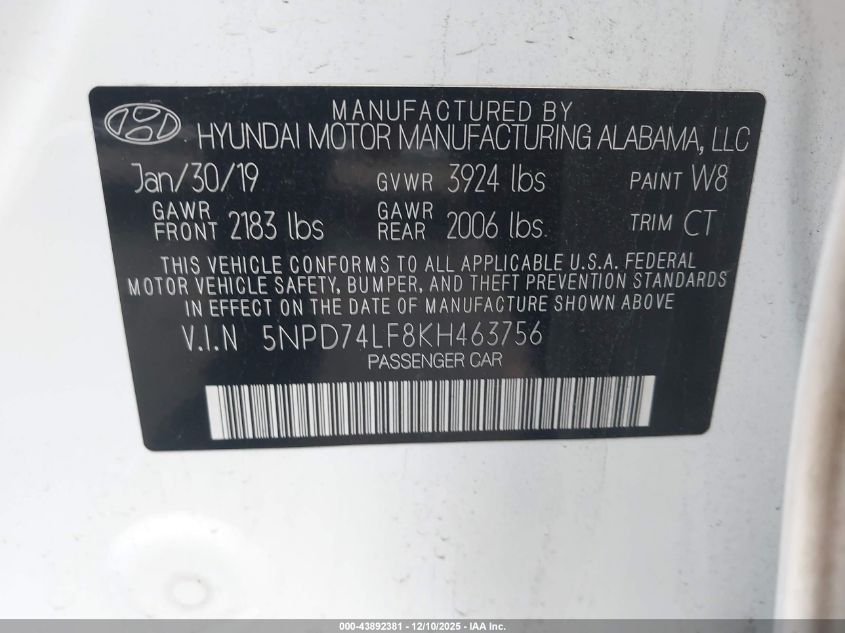 MANUFACTURED BY
HYUNDAI MOTOR MANUFACTURING ALABAMA, LLC
Jan/30/19 GVWR 3924 lbs PAINT W8
GAWR FRONT 2183 lbs GAWR REAR 2006 lbs. TRIM CT
THIS VEHICLE CONFORMS TO ALL APPLICABLE U.S.A. FEDERAL
MOTOR VEHICLE SAFETY, BUMPER, AND THEFT PREVENTION STANDARDS
IN EFFECT ON THE DATE OF MANUFACTURE SHOWN ABOVE
V.I.N 5NPD74LF8KH463756
PASSENGER CAR
000-43892381 — 12/10/2025 — IAA Inc.